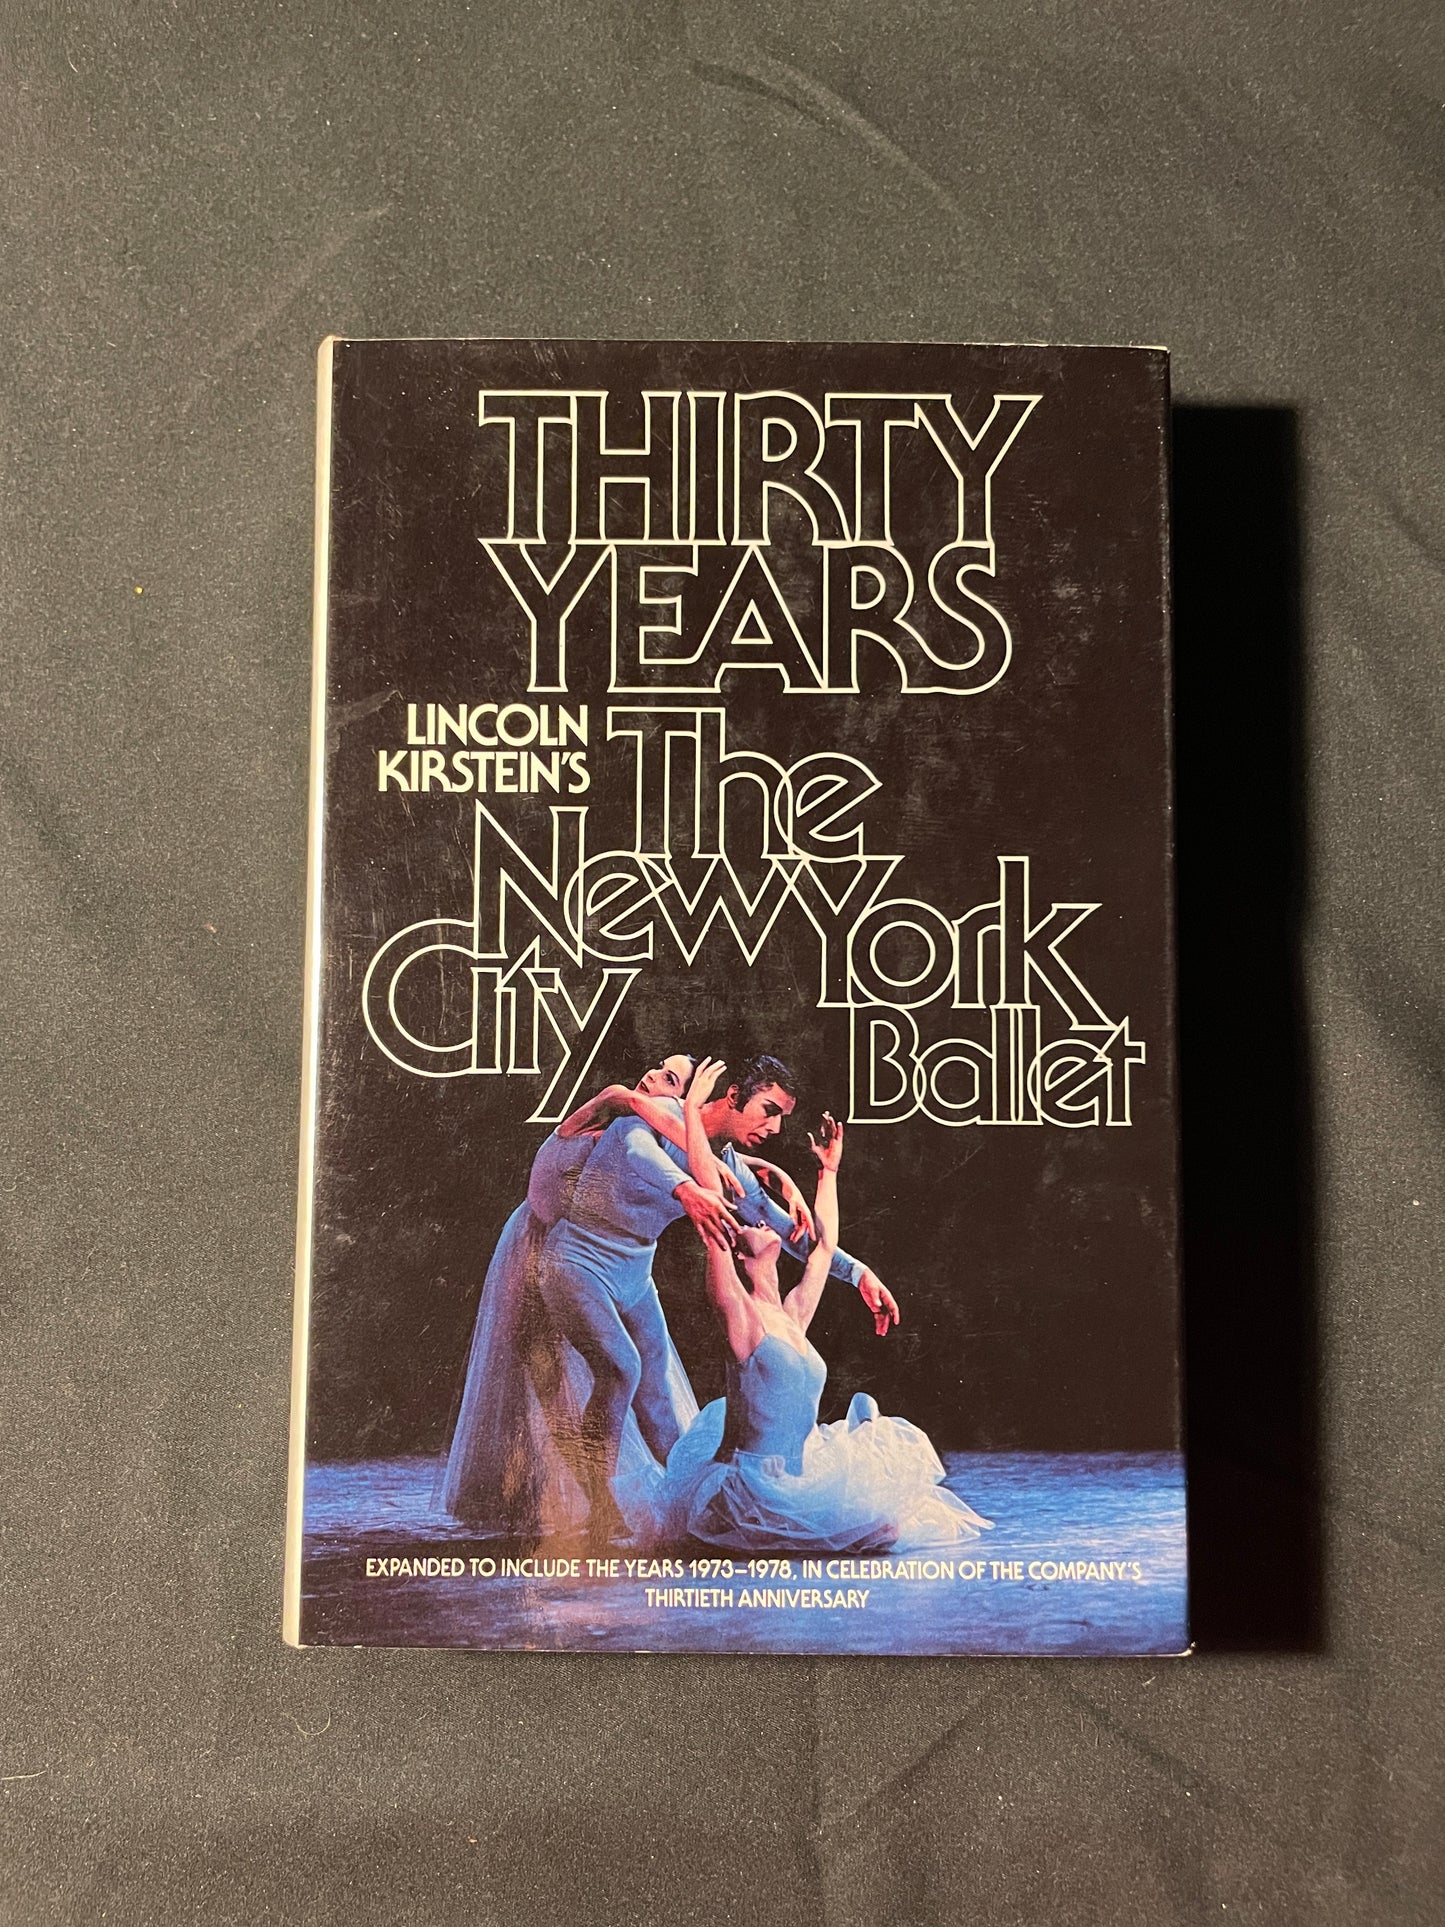 THIRTY
YEARS
LINCOLN
KIRSTEIN'S
The
New York
City
Ballet
EXPANDED TO INCLUDE THE YEARS 1973–1978, IN CELEBRATION OF THE COMPANY'S
THIRTIETH ANNIVERSARY